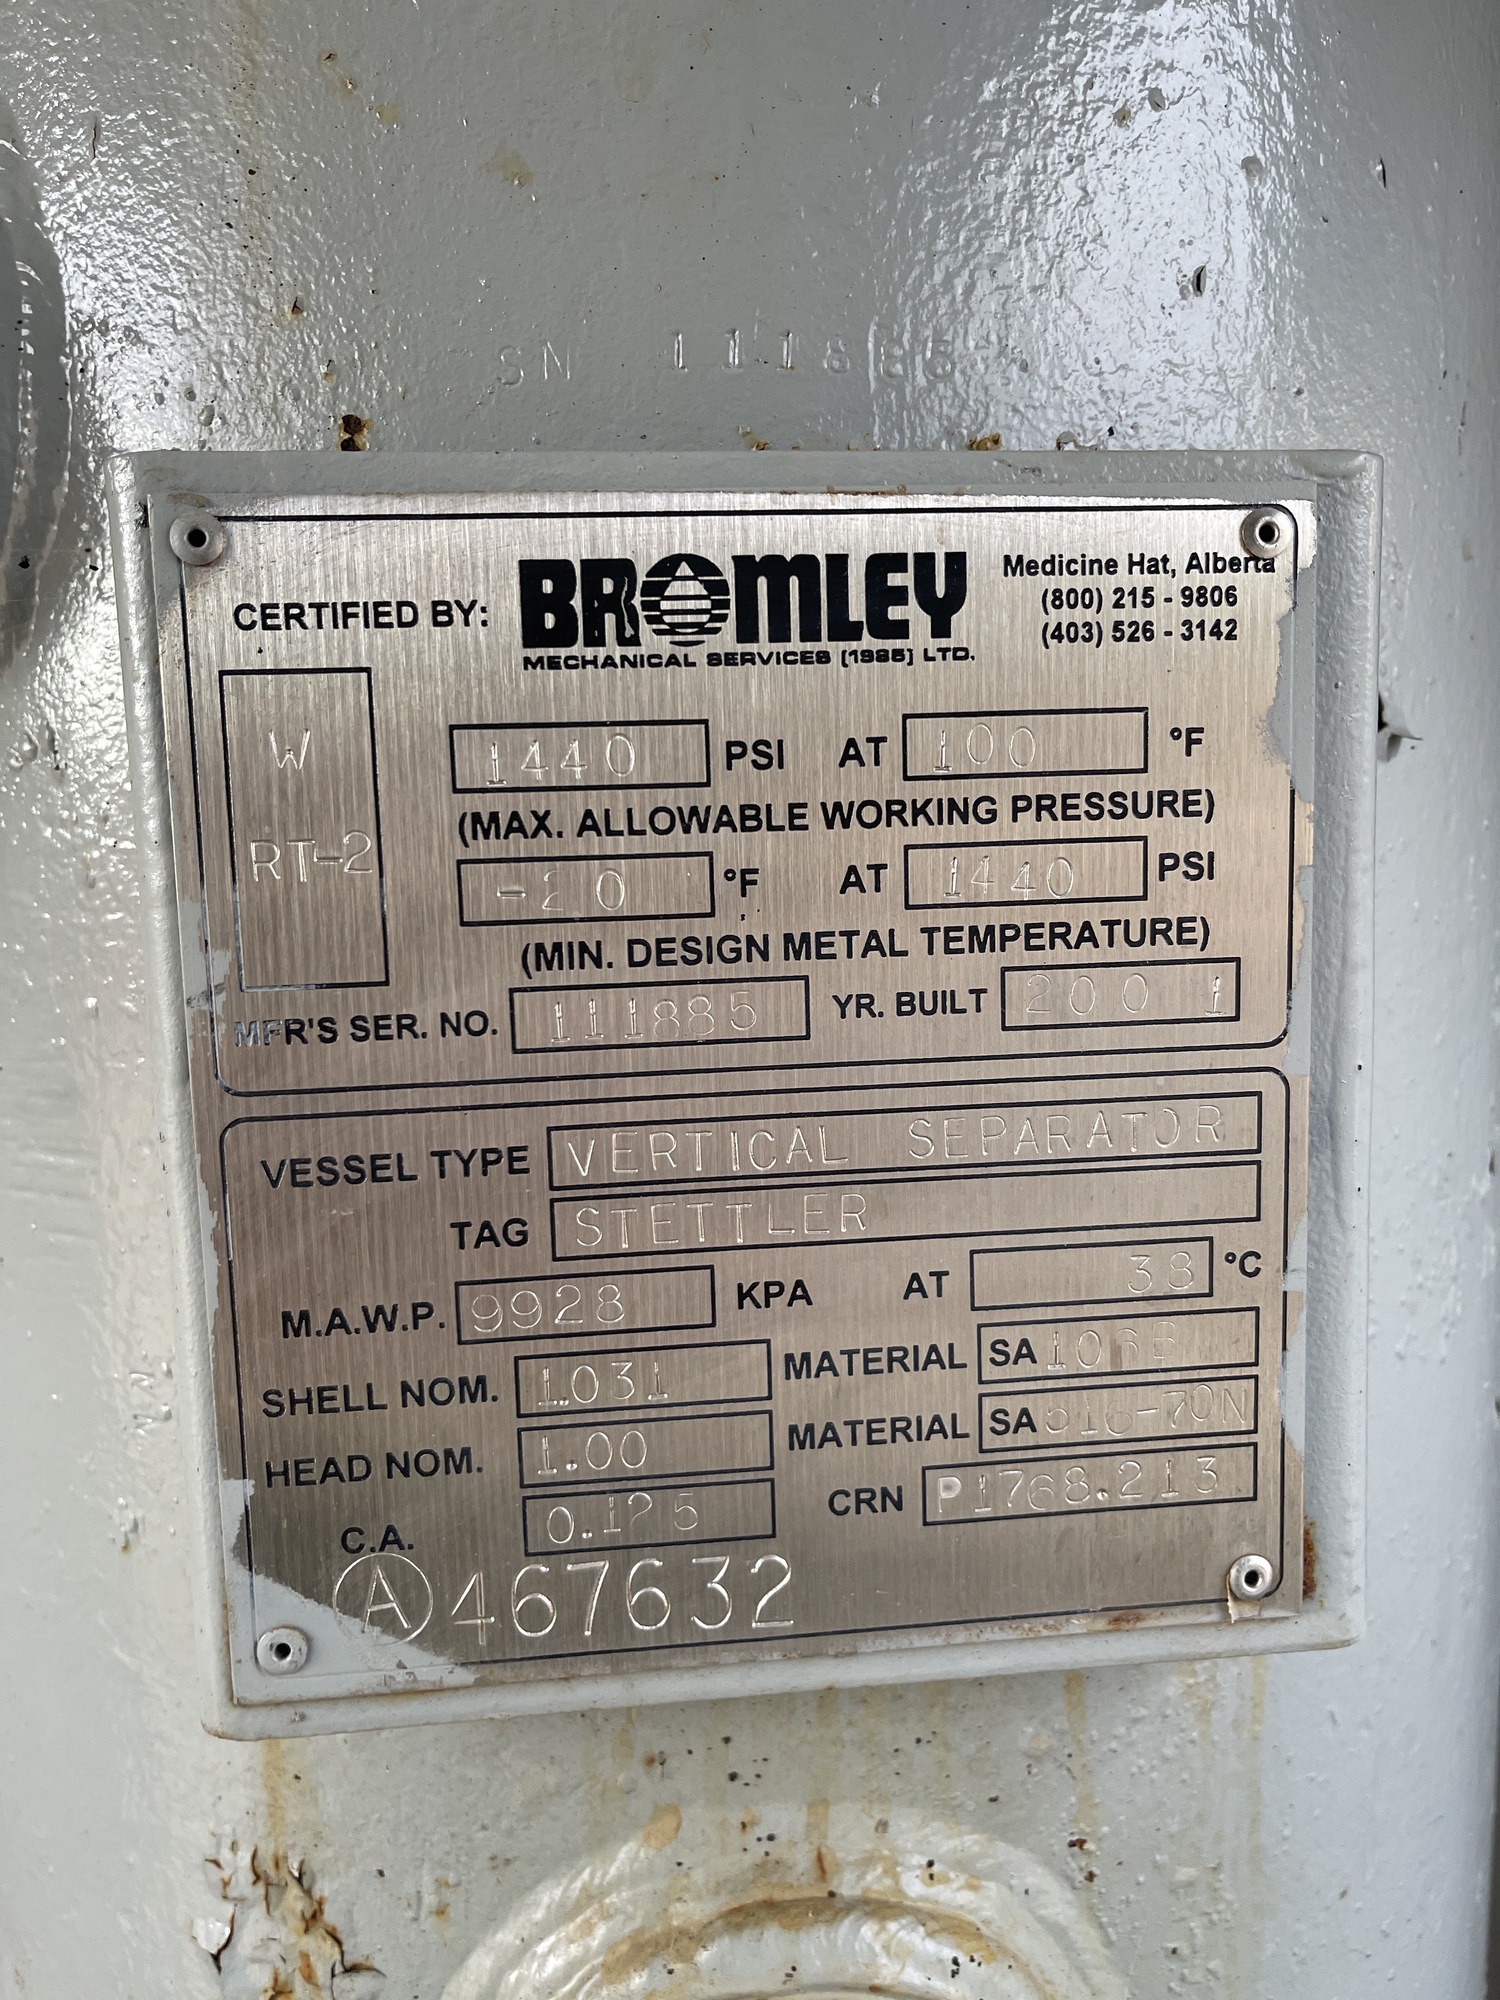 SN 111885
CERTIFIED BY: BROMLEY
MECHANICAL SERVICES (1985) LTD.
Medicine Hat, Alberta
(800) 215 - 9806
(403) 526 - 3142
W
RT-2
1440 PSI AT 100 °F
(MAX. ALLOWABLE WORKING PRESSURE)
-20 °F AT 1440 PSI
(MIN. DESIGN METAL TEMPERATURE)
MFR'S SER. NO. 111885 YR. BUILT 2001
VESSEL TYPE VERTICAL SEPARATOR
TAG STETTLER
M.A.W.P. 9928 KPA AT 38 °C
SHELL NOM. 1.031 MATERIAL SA 106B
HEAD NOM. 1.00 MATERIAL SA 516-70N
C.A. 0.125 CRN P1768.213
A 467632